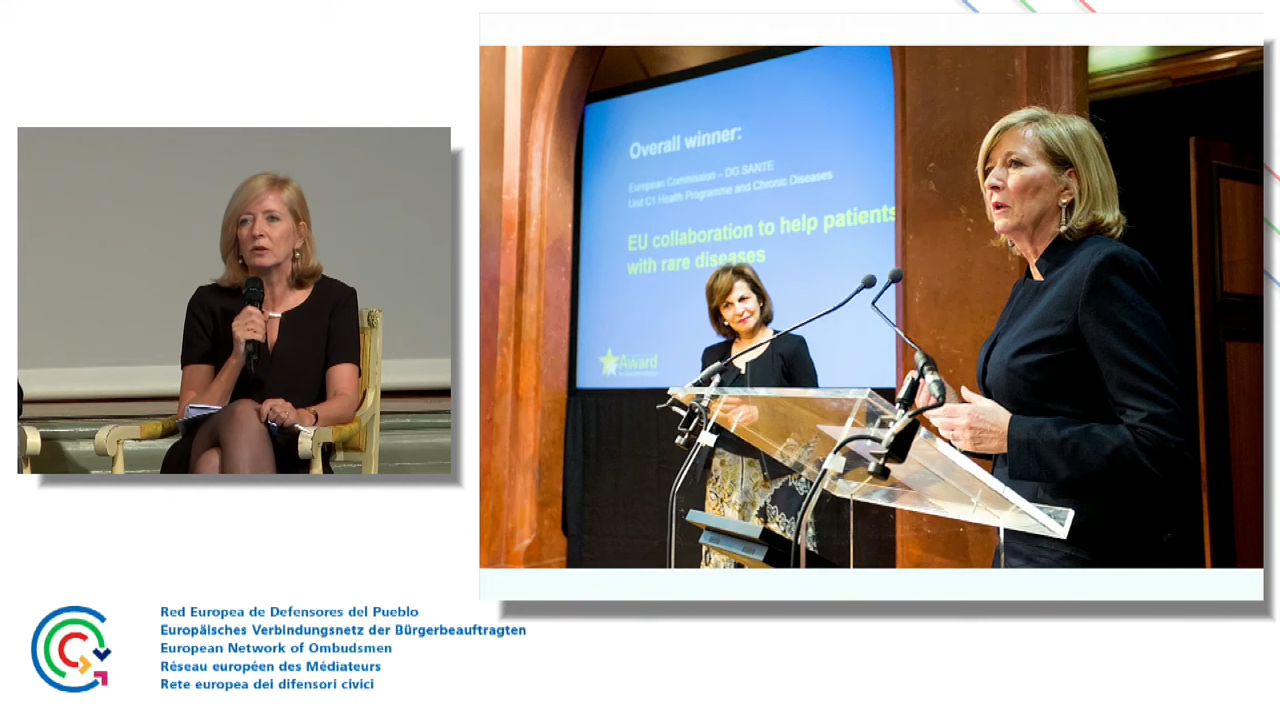 Overall winner:
European Commission – DG SANTE
Unit C1 Health Programme and Chronic Diseases
EU collaboration to help patients
with rare diseases
Award
Red Europea de Defensores del Pueblo
Europäisches Verbindungsnetz der Bürgerbeauftragten
European Network of Ombudsmen
Réseau européen des Médiateurs
Rete europea dei difensori civici